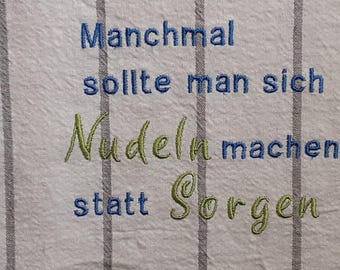 Manchmal
sollte man sich
Nudeln machen
statt Sorgen